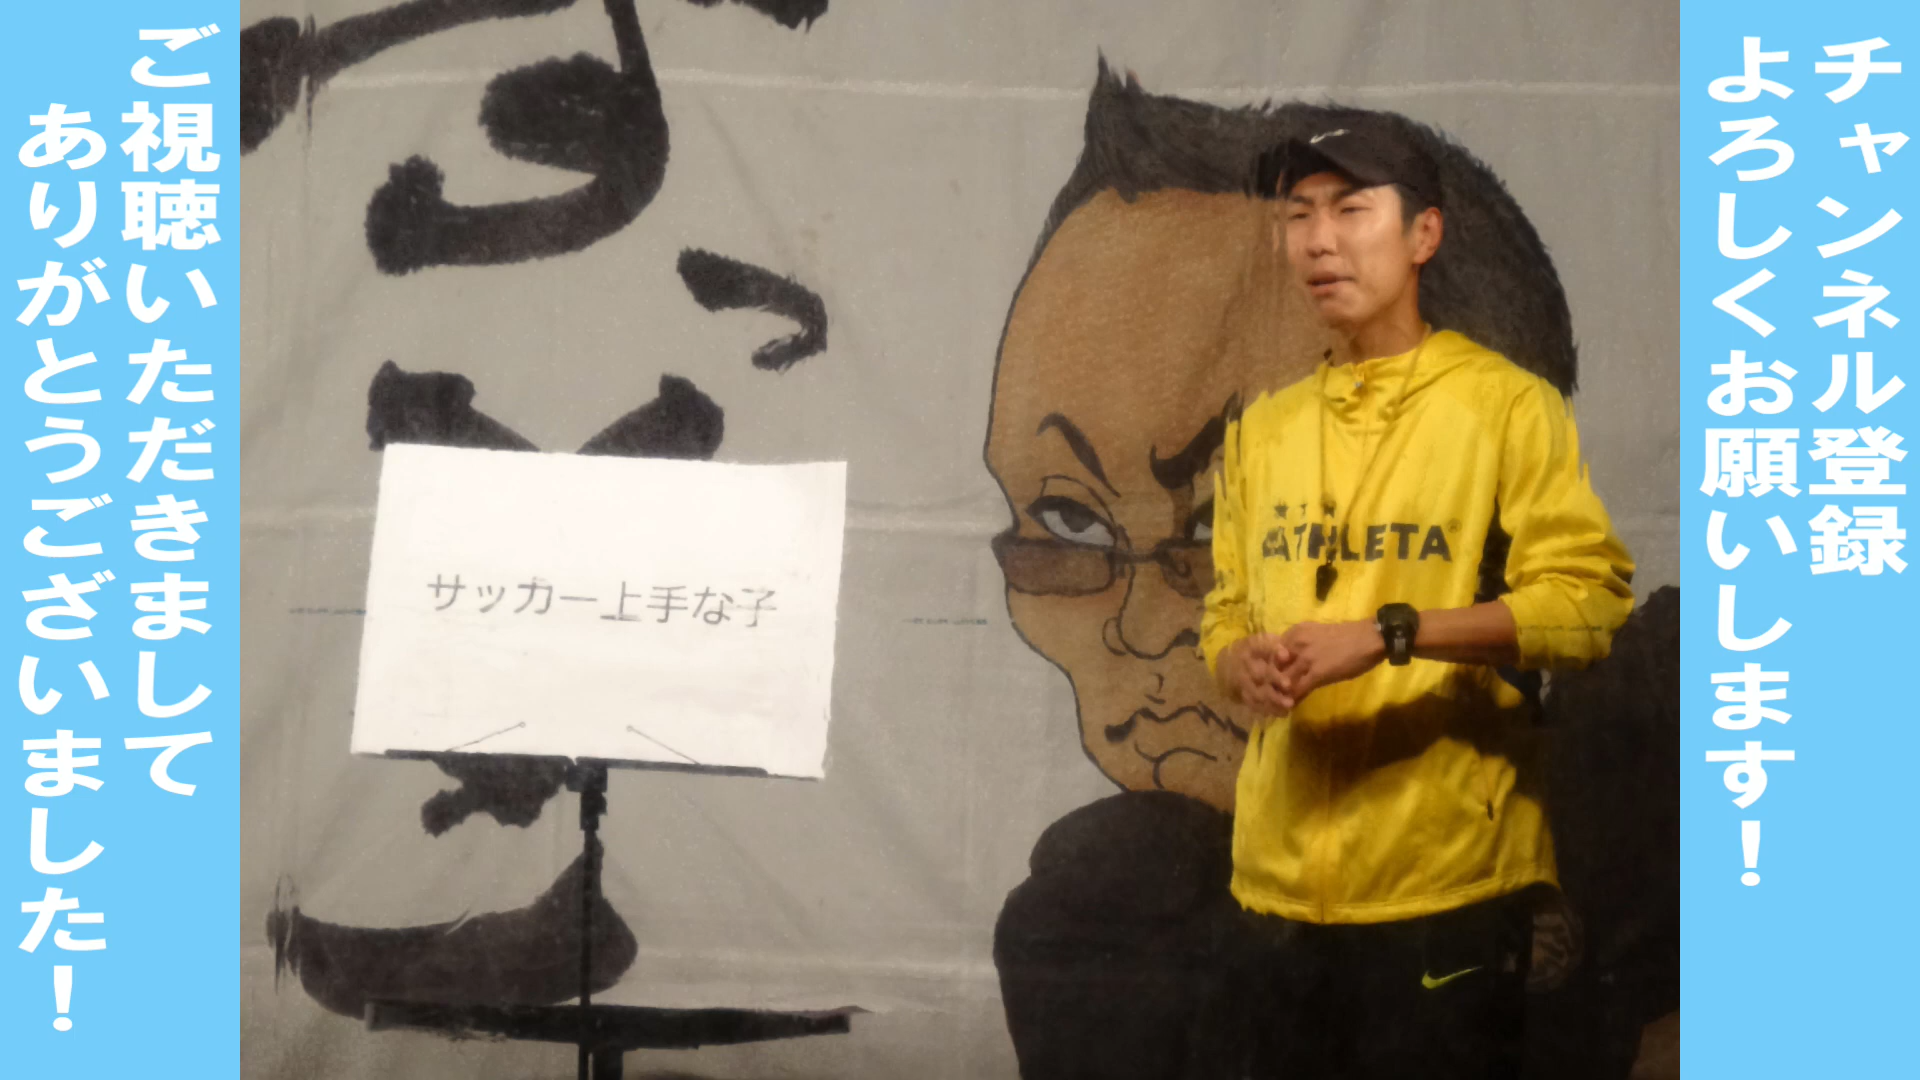 チャンネル登録
よろしくお願いします！
サッカー上手な子
ATHLETA
ご視聴いただきまして
ありがとうございました！